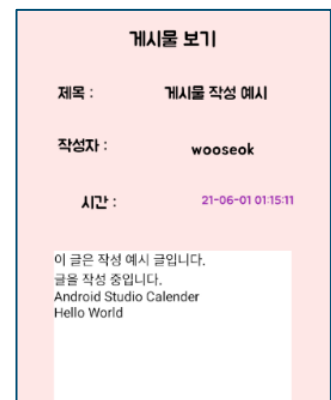 게시물 보기
제목 : 게시물 작성 예시
작성자 : wooseok
시간 : 21-06-01 01:15:11
이 글은 작성 예시 글입니다.
글을 작성 중입니다.
Android Studio Calender
Hello World